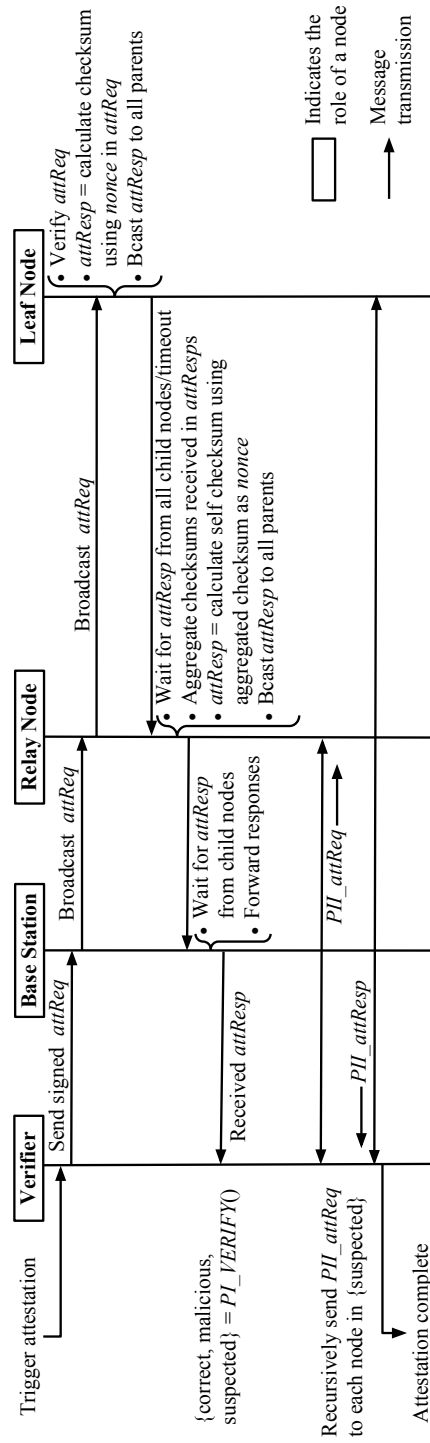 Verifier
Base Station
Relay Node
Leaf Node
Trigger attestation
Send signed attReq
Broadcast attReq
Broadcast attReq
• Verify attReq
• attResp = calculate checksum
using nonce in attReq
• Bcast attResp to all parents
• Wait for attResp from all child nodes/timeout
• Aggregate checksums received in attResps
• attResp = calculate self checksum using
aggregated checksum as nonce
• Bcast attResp to all parents
• Wait for attResp
from child nodes
• Forward responses
Received attResp
{correct, malicious,
suspected} = PI_VERIFY()
Recursively send PII_attReq
to each node in {suspected}
PII_attReq
PII_attResp
Attestation complete
Indicates the
role of a node
Message
transmission